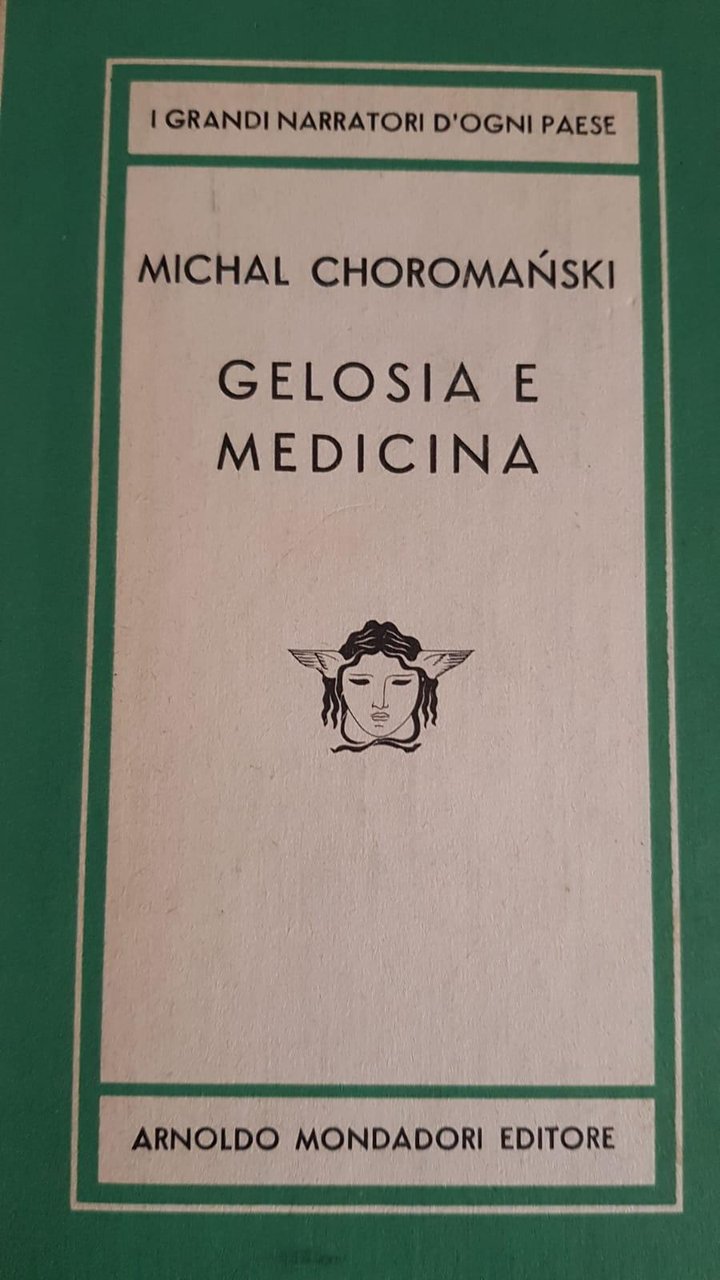 I GRANDI NARRATORI D'OGNI PAESE
MICHAL CHOROMAŃSKI
GELOSIA E
MEDICINA
ARNOLDO MONDADORI EDITORE